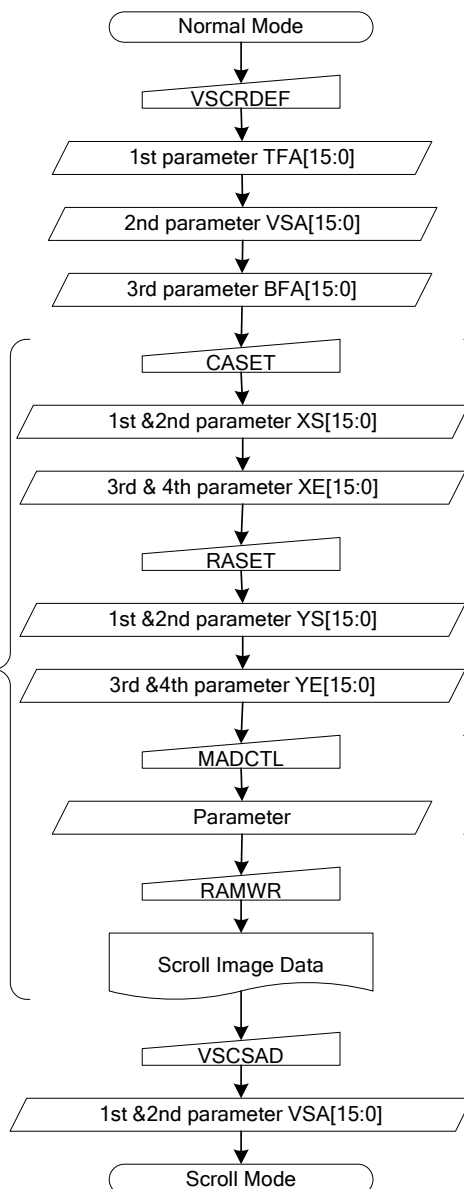 Normal Mode
VSCRDEF
1st parameter TFA[15:0]
2nd parameter VSA[15:0]
3rd parameter BFA[15:0]
CASET
1st &2nd parameter XS[15:0]
3rd & 4th parameter XE[15:0]
RASET
1st &2nd parameter YS[15:0]
3rd &4th parameter YE[15:0]
MADCTL
Parameter
RAMWR
Scroll Image Data
VSCSAD
1st &2nd parameter VSA[15:0]
Scroll Mode